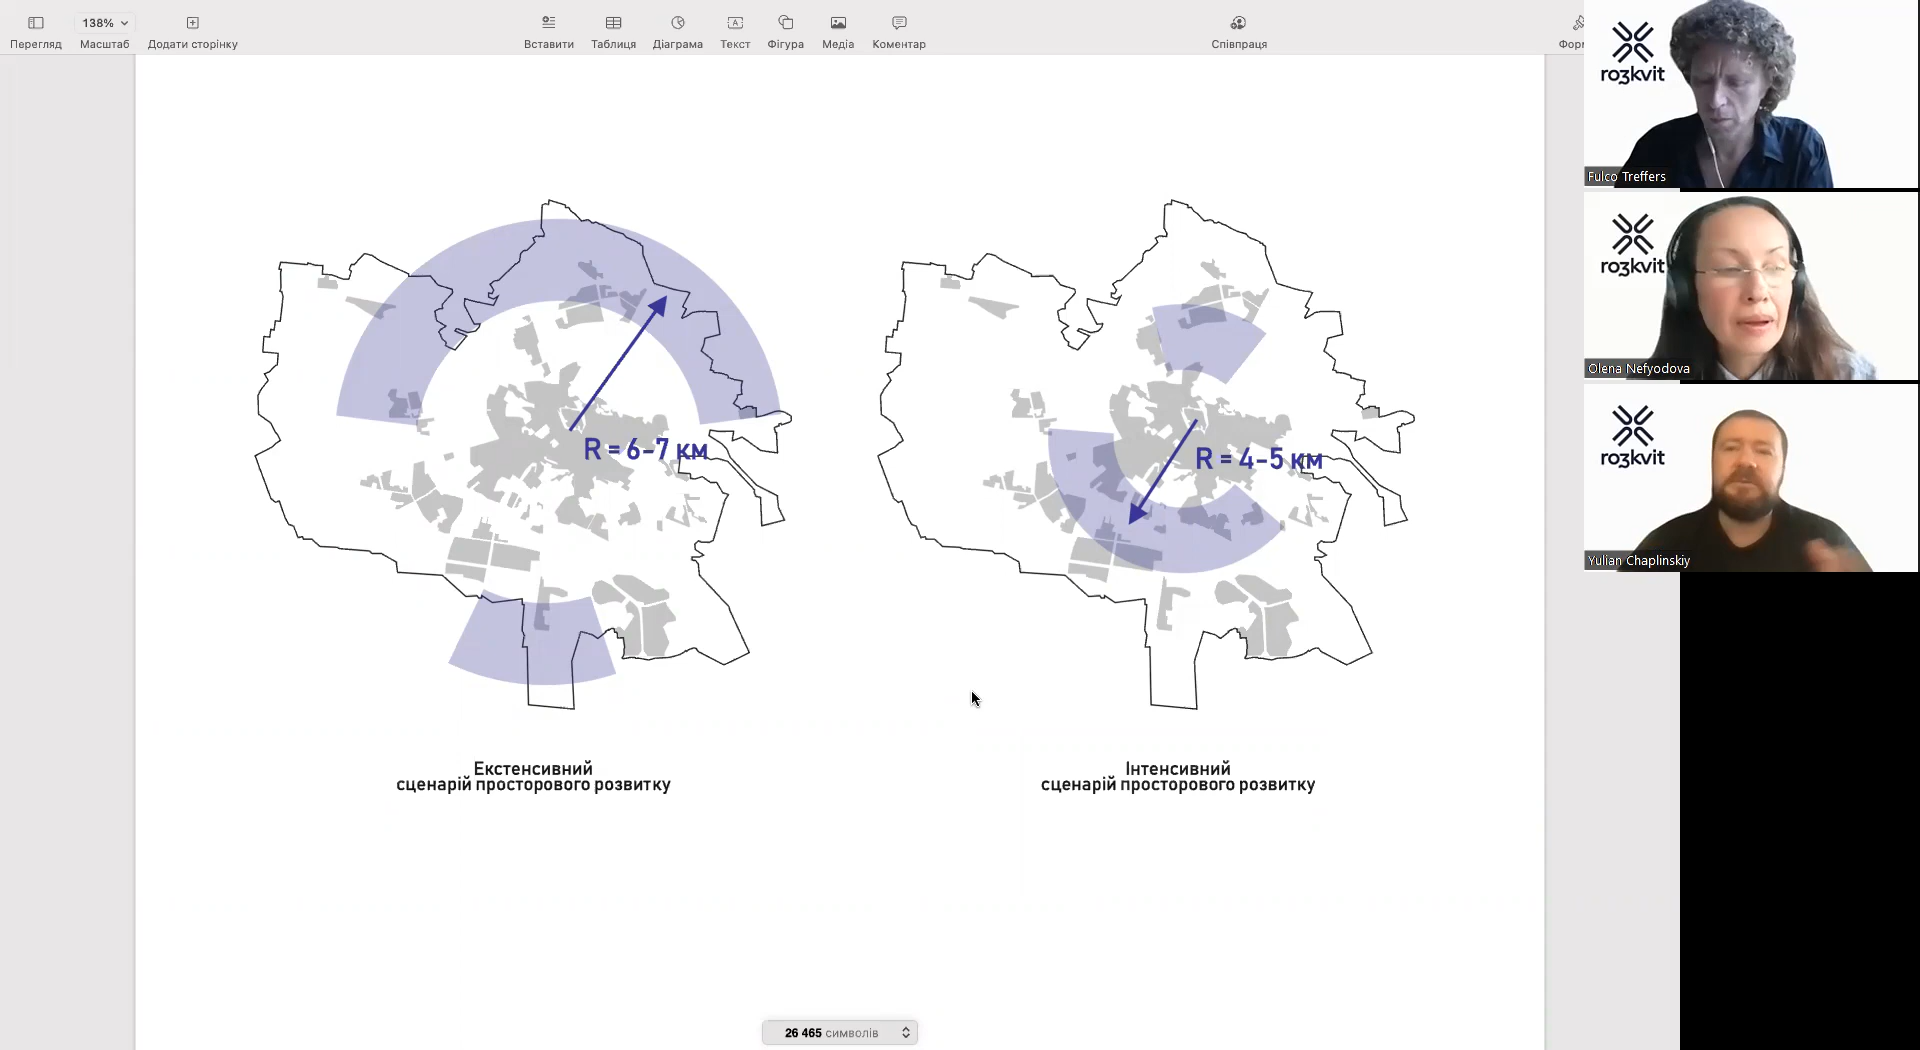 138%
Перегляд
Масштаб
Додати сторінку
Вставити
Таблиця
Діаграма
Текст
Фігура
Медіа
Коментар
Співпраця
R = 6-7 км
R = 4-5 км
Екстенсивний
сценарій просторового розвитку
Інтенсивний
сценарій просторового розвитку
26 465 символів
ro3kvit
Fulco Treffers
ro3kvit
Olena Nefyodova
ro3kvit
Yulian Chaplinskiy